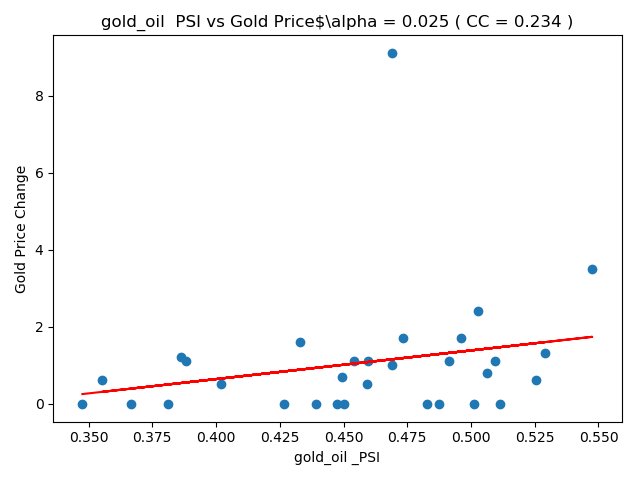 gold_oil  PSI vs Gold Price$\alpha = 0.025 ( CC = 0.234 )
Gold Price Change
8
6
4
2
0
0.350 0.375 0.400 0.425 0.450 0.475 0.500 0.525 0.550
gold_oil _PSI